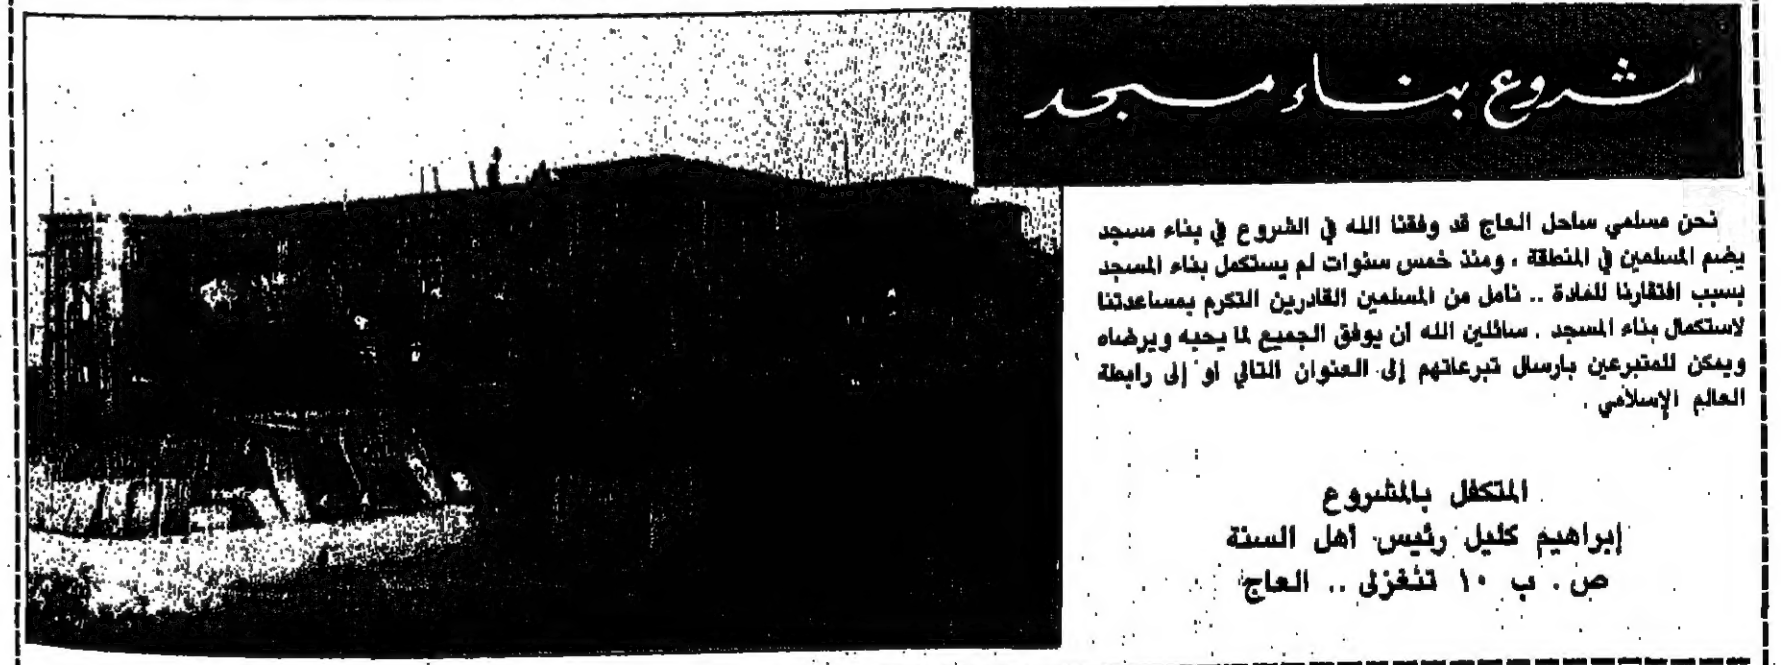 مشروع بناء مسجد
نحن مسلمي ساحل العاج قد وفقنا الله في الشروع في بناء مسجد
يضم المسلمين في المنطقة . ومنذ خمس سنوات لم يستكمل بناء المسجد
بسبب افتقارنا للمادة .. نامل من المسلمين القادرين التكرم بمساعدتنا
لاستكمال بناء المسجد . سائلين الله ان يوفق الجميع لما يحبه ويرضاه
ويمكن للمتبرعين بارسال تبرعاتهم إلى العنوان التالي او إلى رابطة
العالم الإسلامي .
المتكفل بالمشروع
إبراهيم كليل رئيس اهل السنة
ص . ب ١٠ .. العاج